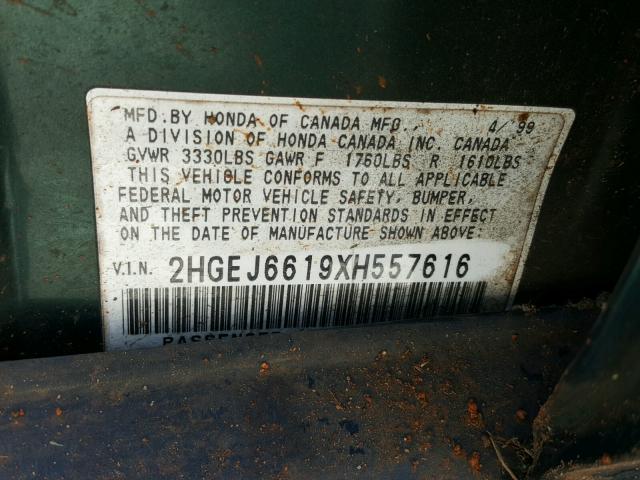 MFD. BY HONDA OF CANADA MFG., 4/'99
A DIVISION OF HONDA CANADA INC. CANADA
GVWR 3330LBS GAWR F 1760LBS R 1610LBS
THIS VEHICLE CONFORMS TO ALL APPLICABLE
FEDERAL MOTOR VEHICLE SAFETY, BUMPER,
AND THEFT PREVENTION STANDARDS IN EFFECT
ON THE DATE OF MANUFACTURE SHOWN ABOVE:
V.I.N. 2HGEJ6619XH557616
PASSENGER